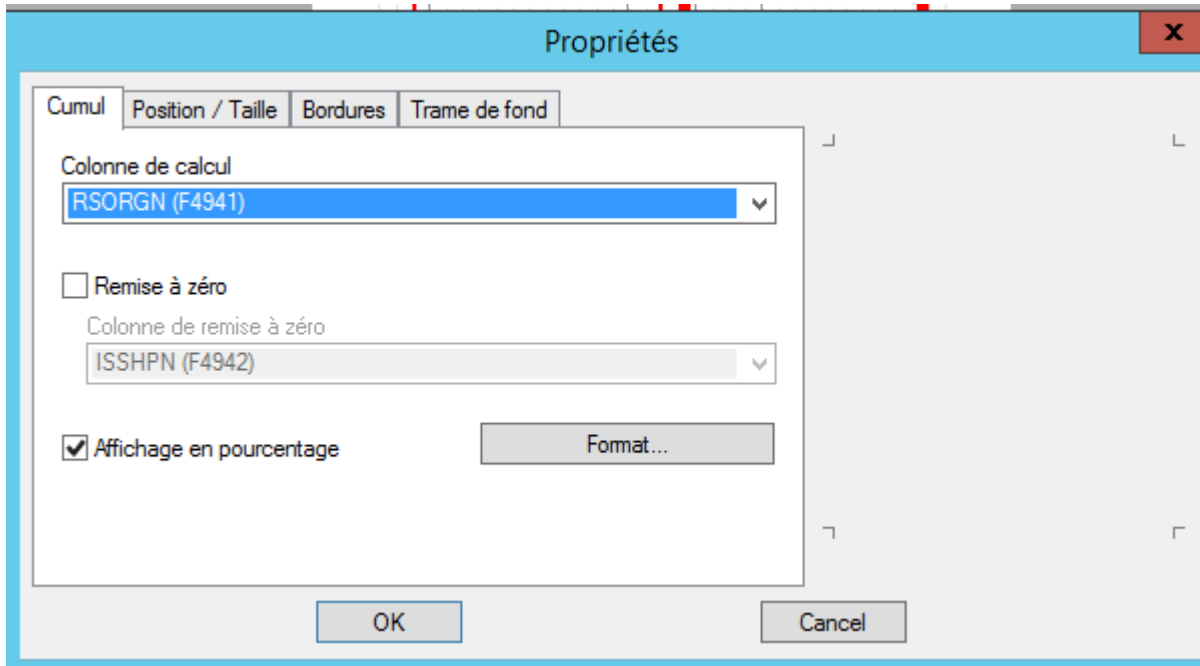 Propriétés
x
Cumul
Position / Taille
Bordures
Trame de fond
Colonne de calcul
RSORGN (F4941)
Remise à zéro
Colonne de remise à zéro
ISSHPN (F4942)
Affichage en pourcentage
Format...
OK
Cancel